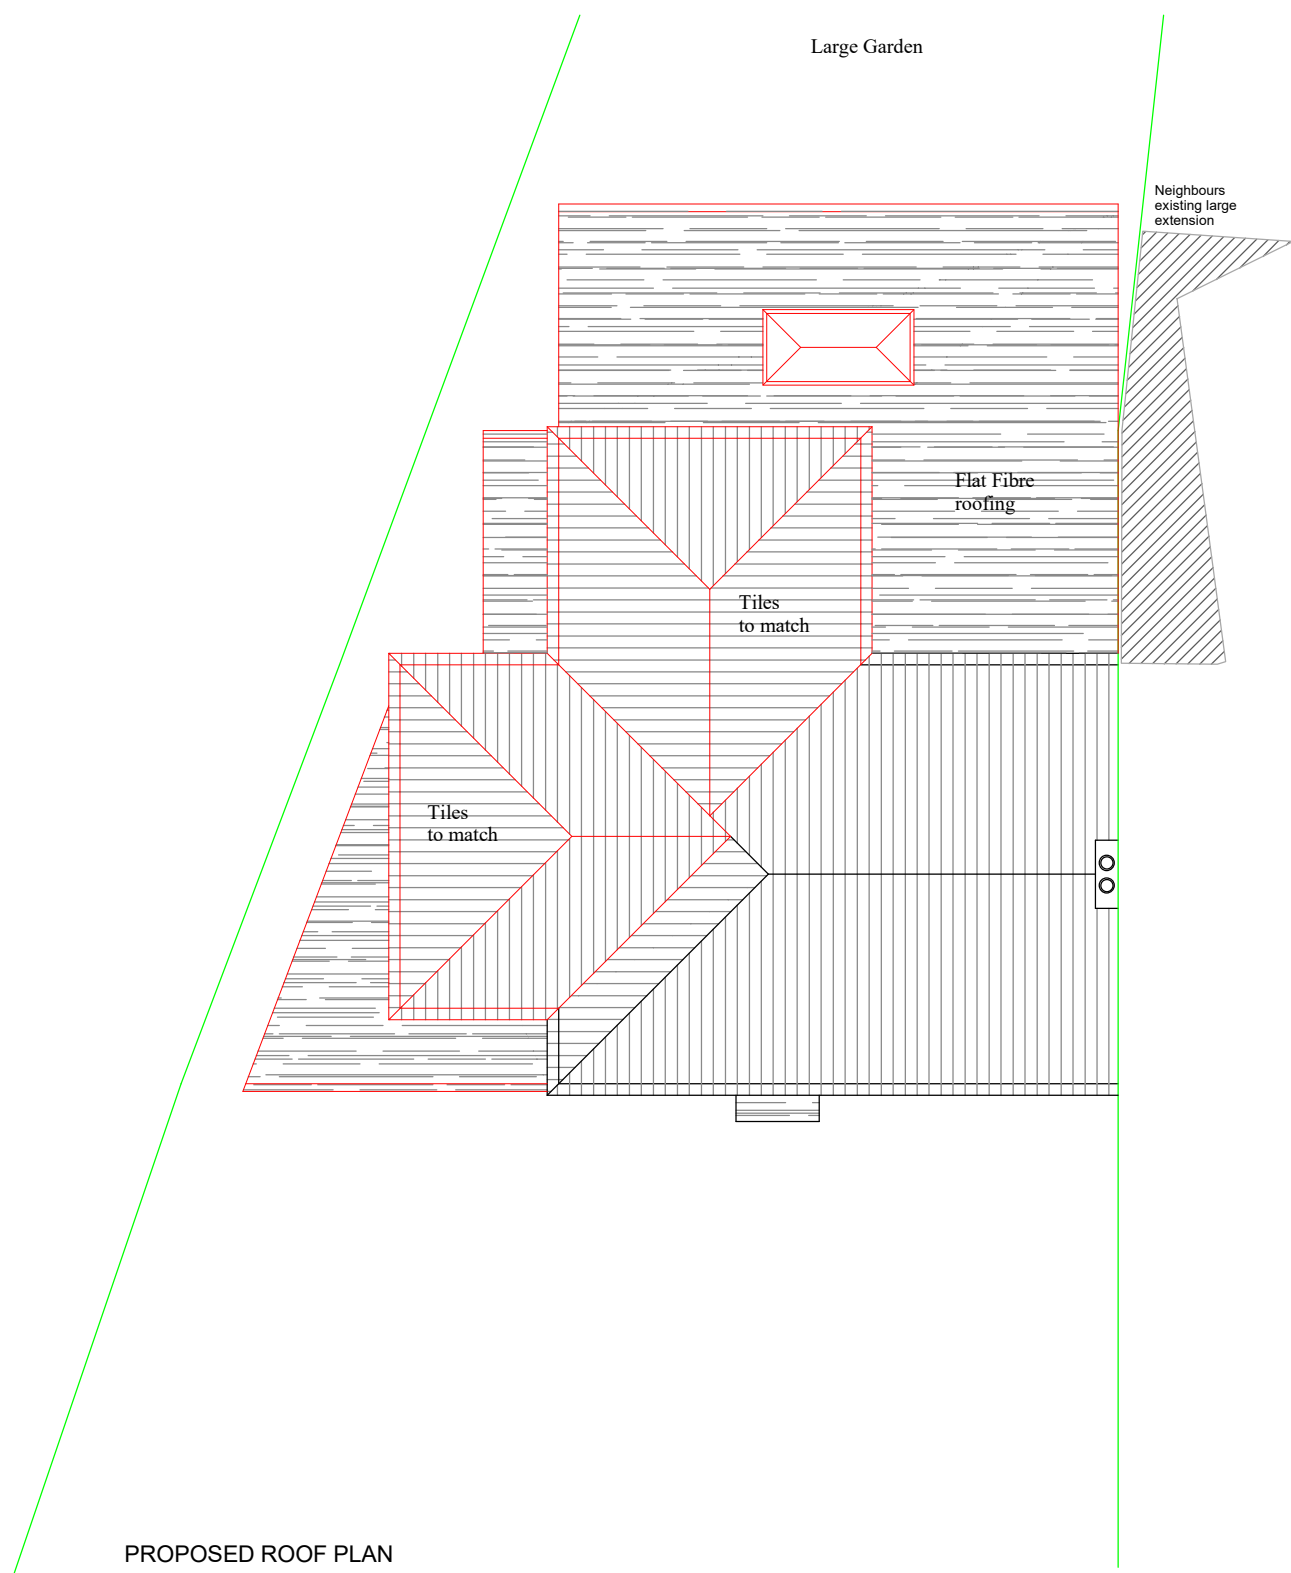 Large Garden
Neighbours
existing large
extension
Flat Fibre
roofing
Tiles
to match
Tiles
to match
PROPOSED ROOF PLAN